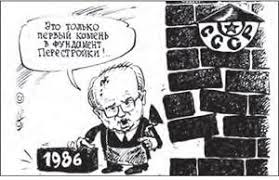 Это только
первый камень
в фундамент
Перестройки!..
1986
СССР